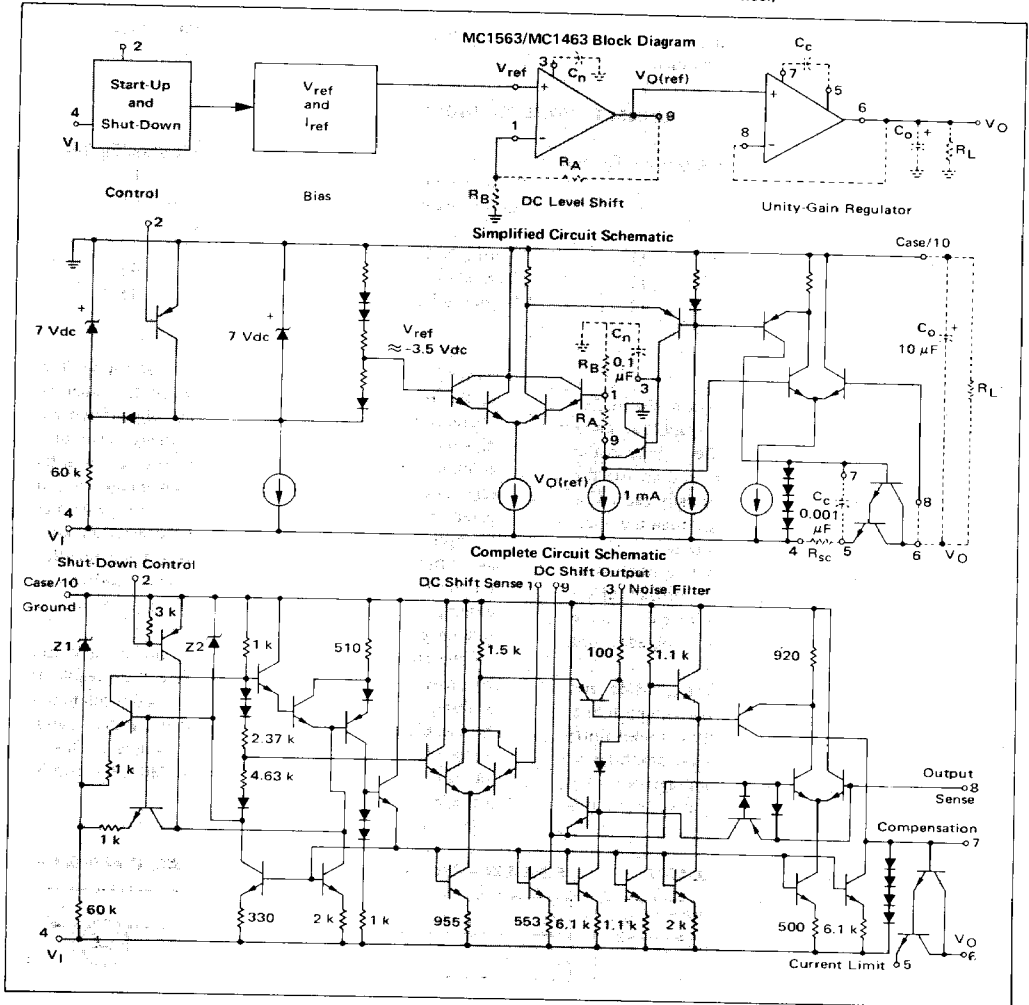 MC1563/MC1463 Block Diagram
2
Start-Up
and
Shut-Down
4
VI
Vref
and
Iref
Vref
3
Cn
+
1
−
VO(ref)
9
RA
RB
DC Level Shift
Cc
7
5
+
8
−
6
Co
+
RL
VO
Unity-Gain Regulator
Control
2
Bias
Simplified Circuit Schematic
Case/10
+
7 Vdc
+
7 Vdc
Vref
≈ -3.5 Vdc
Cn
RB
0.1
µF
3
1
RA
9
Co
+
10 µF
RL
60 k
VO(ref)
1 mA
7
Cc
0.001
µF
8
4
VI
4
Rsc
5
6
VO
Complete Circuit Schematic
Shut-Down Control
2
DC Shift Output
DC Shift Sense
1
9
3
Noise Filter
Case/10
Ground
3 k
Z1
Z2
1 k
510
1.5 k
100
1.1 k
920
2.37 k
1 k
4.63 k
1 k
Output
8
Sense
Compensation
7
60 k
330
2 k
1 k
955
553
6.1 k
1.1 k
2 k
500
6.1 k
4
VI
Current Limit
5
VO
6